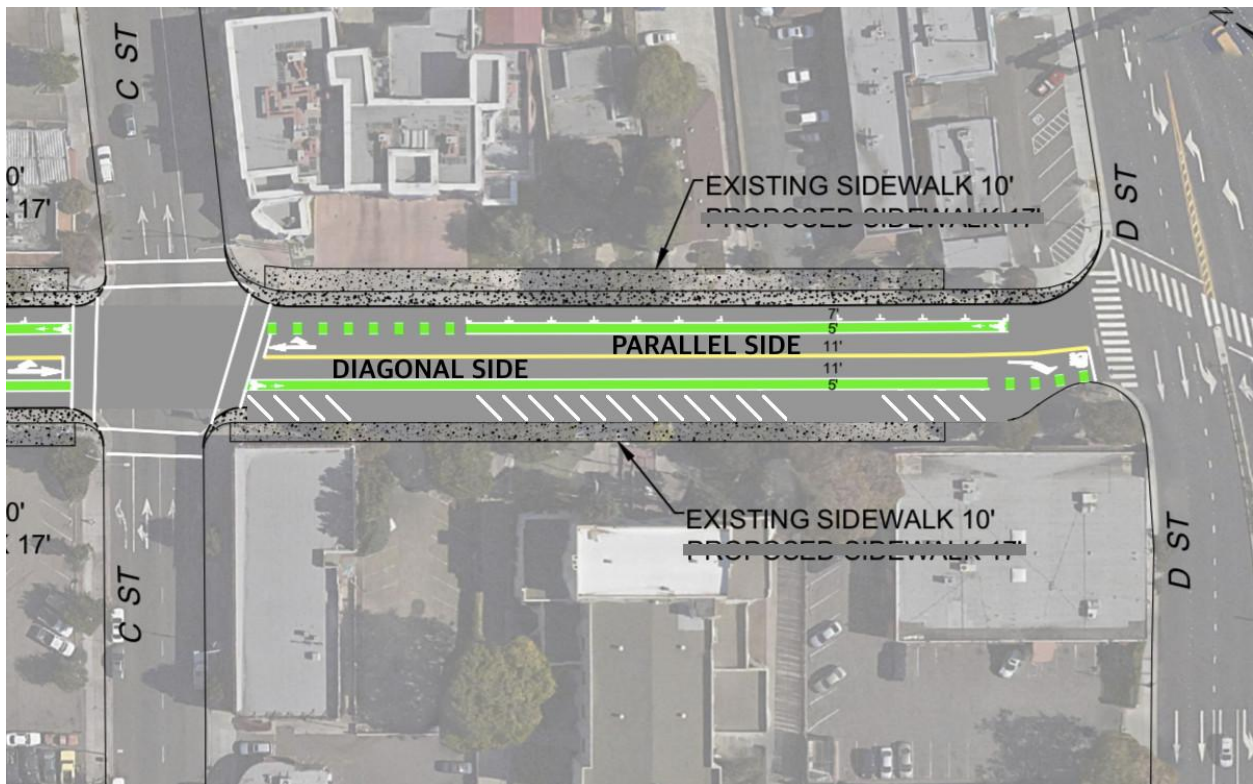 C ST
D ST
N
0'
17'
EXISTING SIDEWALK 10'
PROPOSED SIDEWALK 17'
7'
5'
11'
11'
5'
PARALLEL SIDE
DIAGONAL SIDE
EXISTING SIDEWALK 10'
PROPOSED SIDEWALK 17'
0'
17'
C ST
D ST